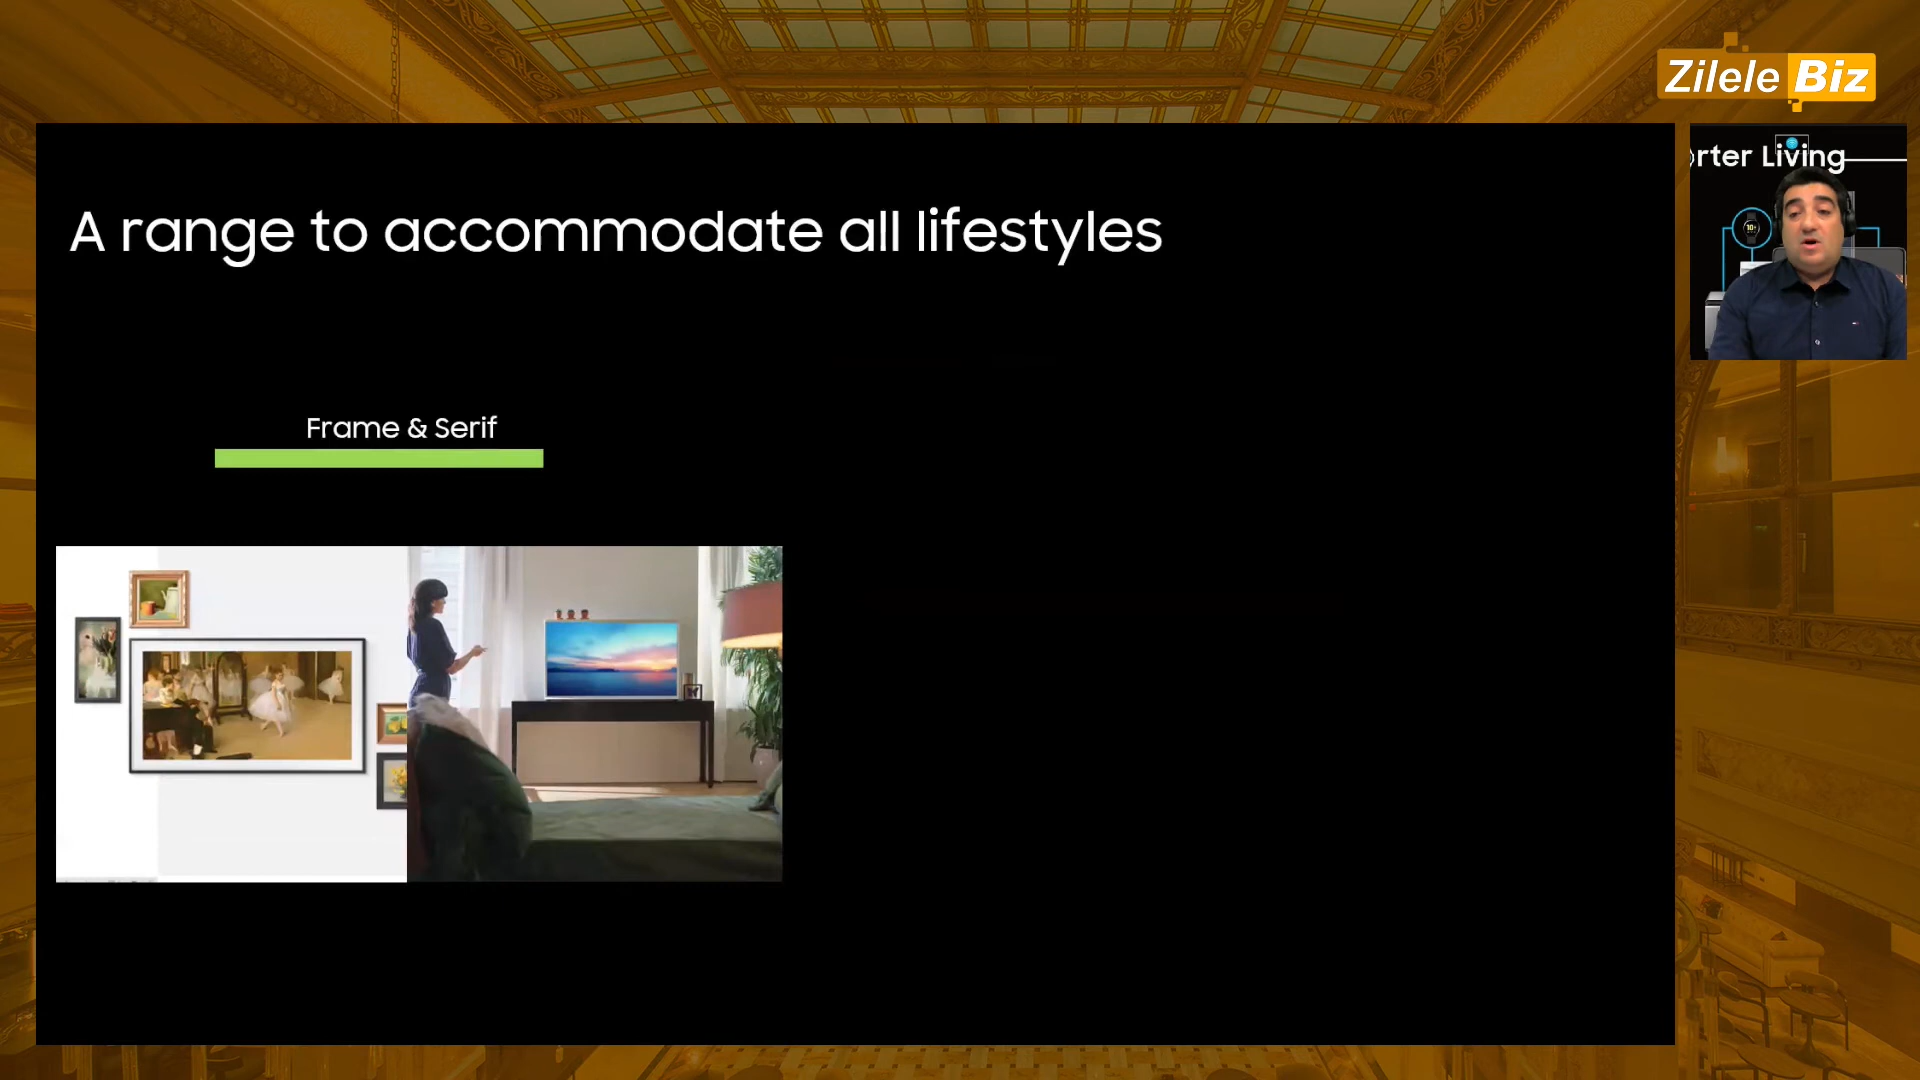 Zilele Biz
rter Living
A range to accommodate all lifestyles
Frame & Serif